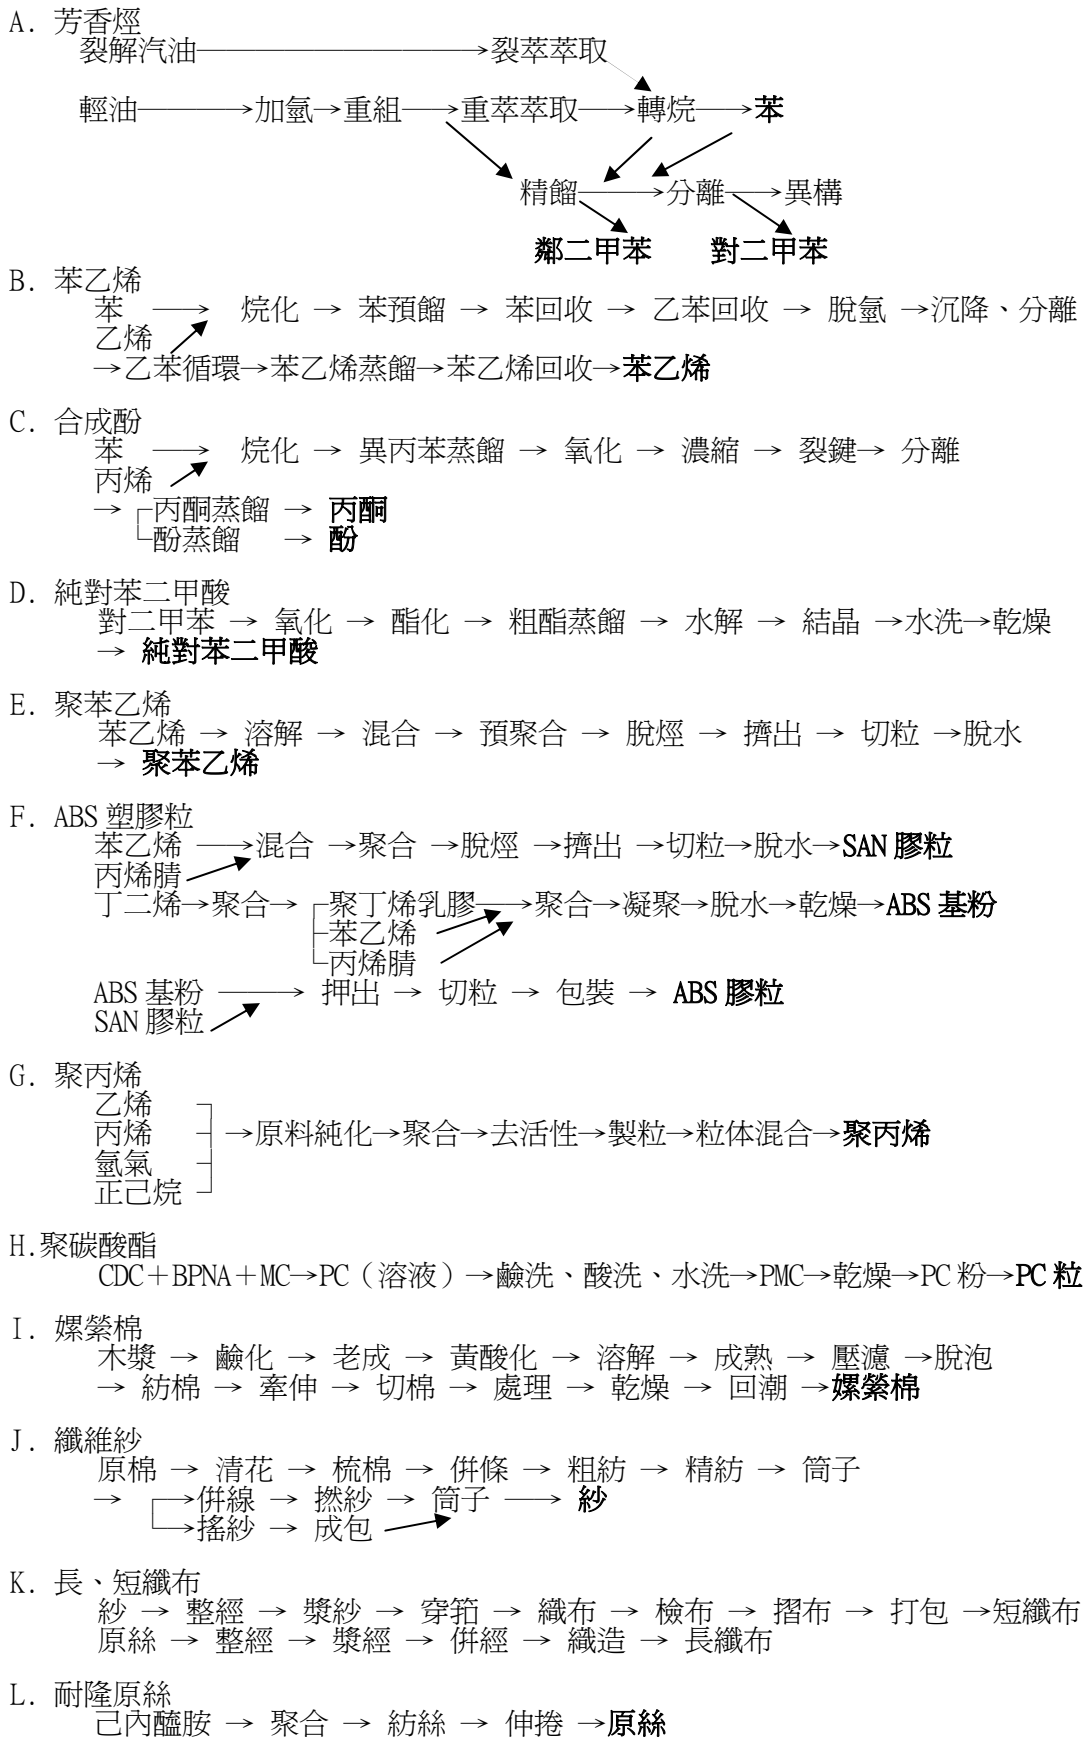 A. 芳香烴
裂解汽油──────────→裂萃萃取
輕油────→加氫→重組──→重萃萃取──→轉烷──→苯
精餾───→分離──→異構
鄰二甲苯 對二甲苯
B. 苯乙烯
苯 ──→ 烷化 → 苯預餾 → 苯回收 → 乙苯回收 → 脫氫 →沉降、分離
乙烯
→乙苯循環→苯乙烯蒸餾→苯乙烯回收→苯乙烯
C. 合成酚
苯 ──→ 烷化 → 異丙苯蒸餾 → 氧化 → 濃縮 → 裂鍵→ 分離
丙烯
→ ┌丙酮蒸餾 → 丙酮
└酚蒸餾 → 酚
D. 純對苯二甲酸
對二甲苯 → 氧化 → 酯化 → 粗酯蒸餾 → 水解 → 結晶 →水洗→乾燥
→ 純對苯二甲酸
E. 聚苯乙烯
苯乙烯 → 溶解 → 混合 → 預聚合 → 脫烴 → 擠出 → 切粒 →脫水
→ 聚苯乙烯
F. ABS 塑膠粒
苯乙烯 ──→混合 →聚合 →脫烴 →擠出 →切粒→脫水→SAN 膠粒
丙烯腈
丁二烯→聚合→ ┌聚丁烯乳膠──→聚合→凝聚→脫水→乾燥→ABS 基粉
├苯乙烯
└丙烯腈
ABS 基粉 ───→ 押出 → 切粒 → 包裝 → ABS 膠粒
SAN 膠粒
G. 聚丙烯
乙烯 ┐
丙烯 ┤→原料純化→聚合→去活性→製粒→粒体混合→聚丙烯
氫氣 ┤
正己烷 ┘
H.聚碳酸酯
CDC＋BPNA＋MC→PC（溶液）→鹼洗、酸洗、水洗→PMC→乾燥→PC 粉→PC 粒
I. 嫘縈棉
木漿 → 鹼化 → 老成 → 黃酸化 → 溶解 → 成熟 → 壓濾 →脫泡
→ 紡棉 → 牽伸 → 切棉 → 處理 → 乾燥 → 回潮 →嫘縈棉
J. 纖維紗
原棉 → 清花 → 梳棉 → 併條 → 粗紡 → 精紡 → 筒子
→ ┌→併線 → 撚紗 → 筒子 ──→ 紗
└→搖紗 → 成包
K. 長、短纖布
紗 → 整經 → 漿紗 → 穿筘 → 織布 → 檢布 → 摺布 → 打包 →短纖布
原絲 → 整經 → 漿經 → 併經 → 織造 → 長纖布
L. 耐隆原絲
己內醯胺 → 聚合 → 紡絲 → 伸捲 →原絲